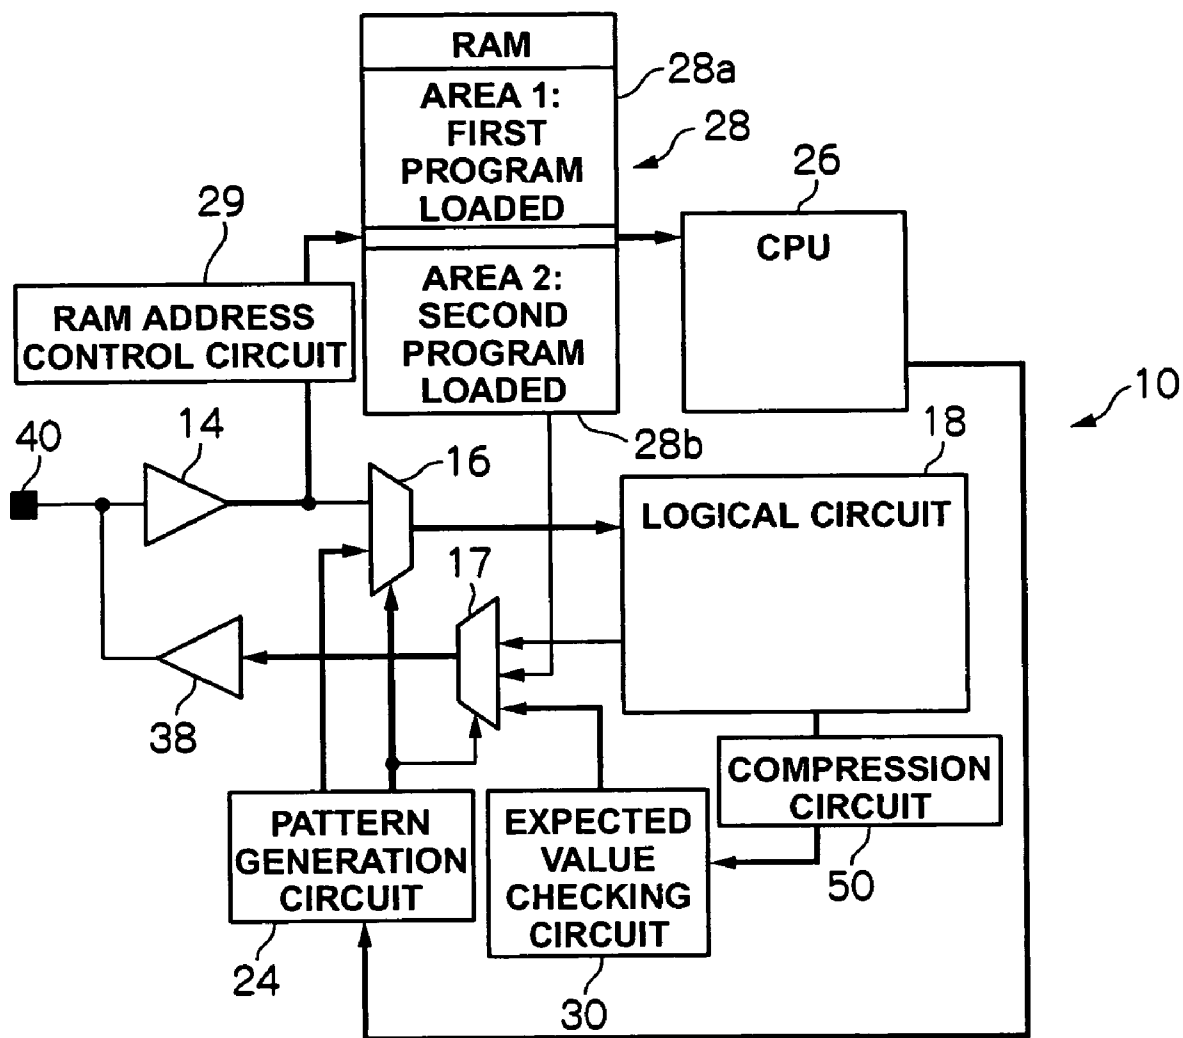 RAM
28a
AREA 1:
FIRST
PROGRAM
LOADED
28
26
CPU
29
RAM ADDRESS
CONTROL CIRCUIT
AREA 2:
SECOND
PROGRAM
LOADED
28b
10
40
14
16
18
LOGICAL CIRCUIT
17
38
COMPRESSION
CIRCUIT
50
PATTERN
GENERATION
CIRCUIT
24
EXPECTED
VALUE
CHECKING
CIRCUIT
30